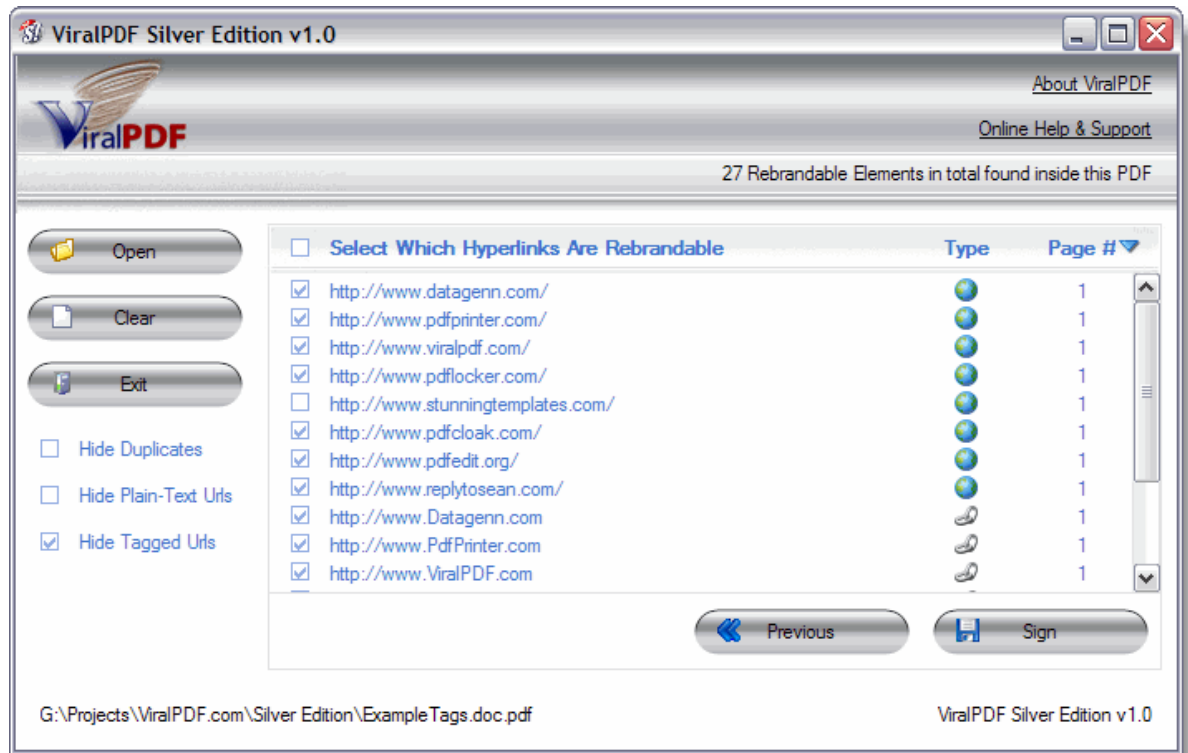 ViralPDF Silver Edition v1.0
About ViralPDF
ViralPDF
Online Help & Support
27 Rebrandable Elements in total found inside this PDF
Open
Clear
Exit
Hide Duplicates
Hide Plain-Text Urls
Hide Tagged Urls
Select Which Hyperlinks Are Rebrandable Type Page #
http://www.datagenn.com/ 1
http://www.pdfprinter.com/ 1
http://www.viralpdf.com/ 1
http://www.pdflocker.com/ 1
http://www.stunningtemplates.com/ 1
http://www.pdfcloak.com/ 1
http://www.pdfedit.org/ 1
http://www.replytosean.com/ 1
http://www.Datagenn.com 1
http://www.PdfPrinter.com 1
http://www.ViralPDF.com 1
Previous Sign
G:\Projects\ViralPDF.com\Silver Edition\ExampleTags.doc.pdf ViralPDF Silver Edition v1.0